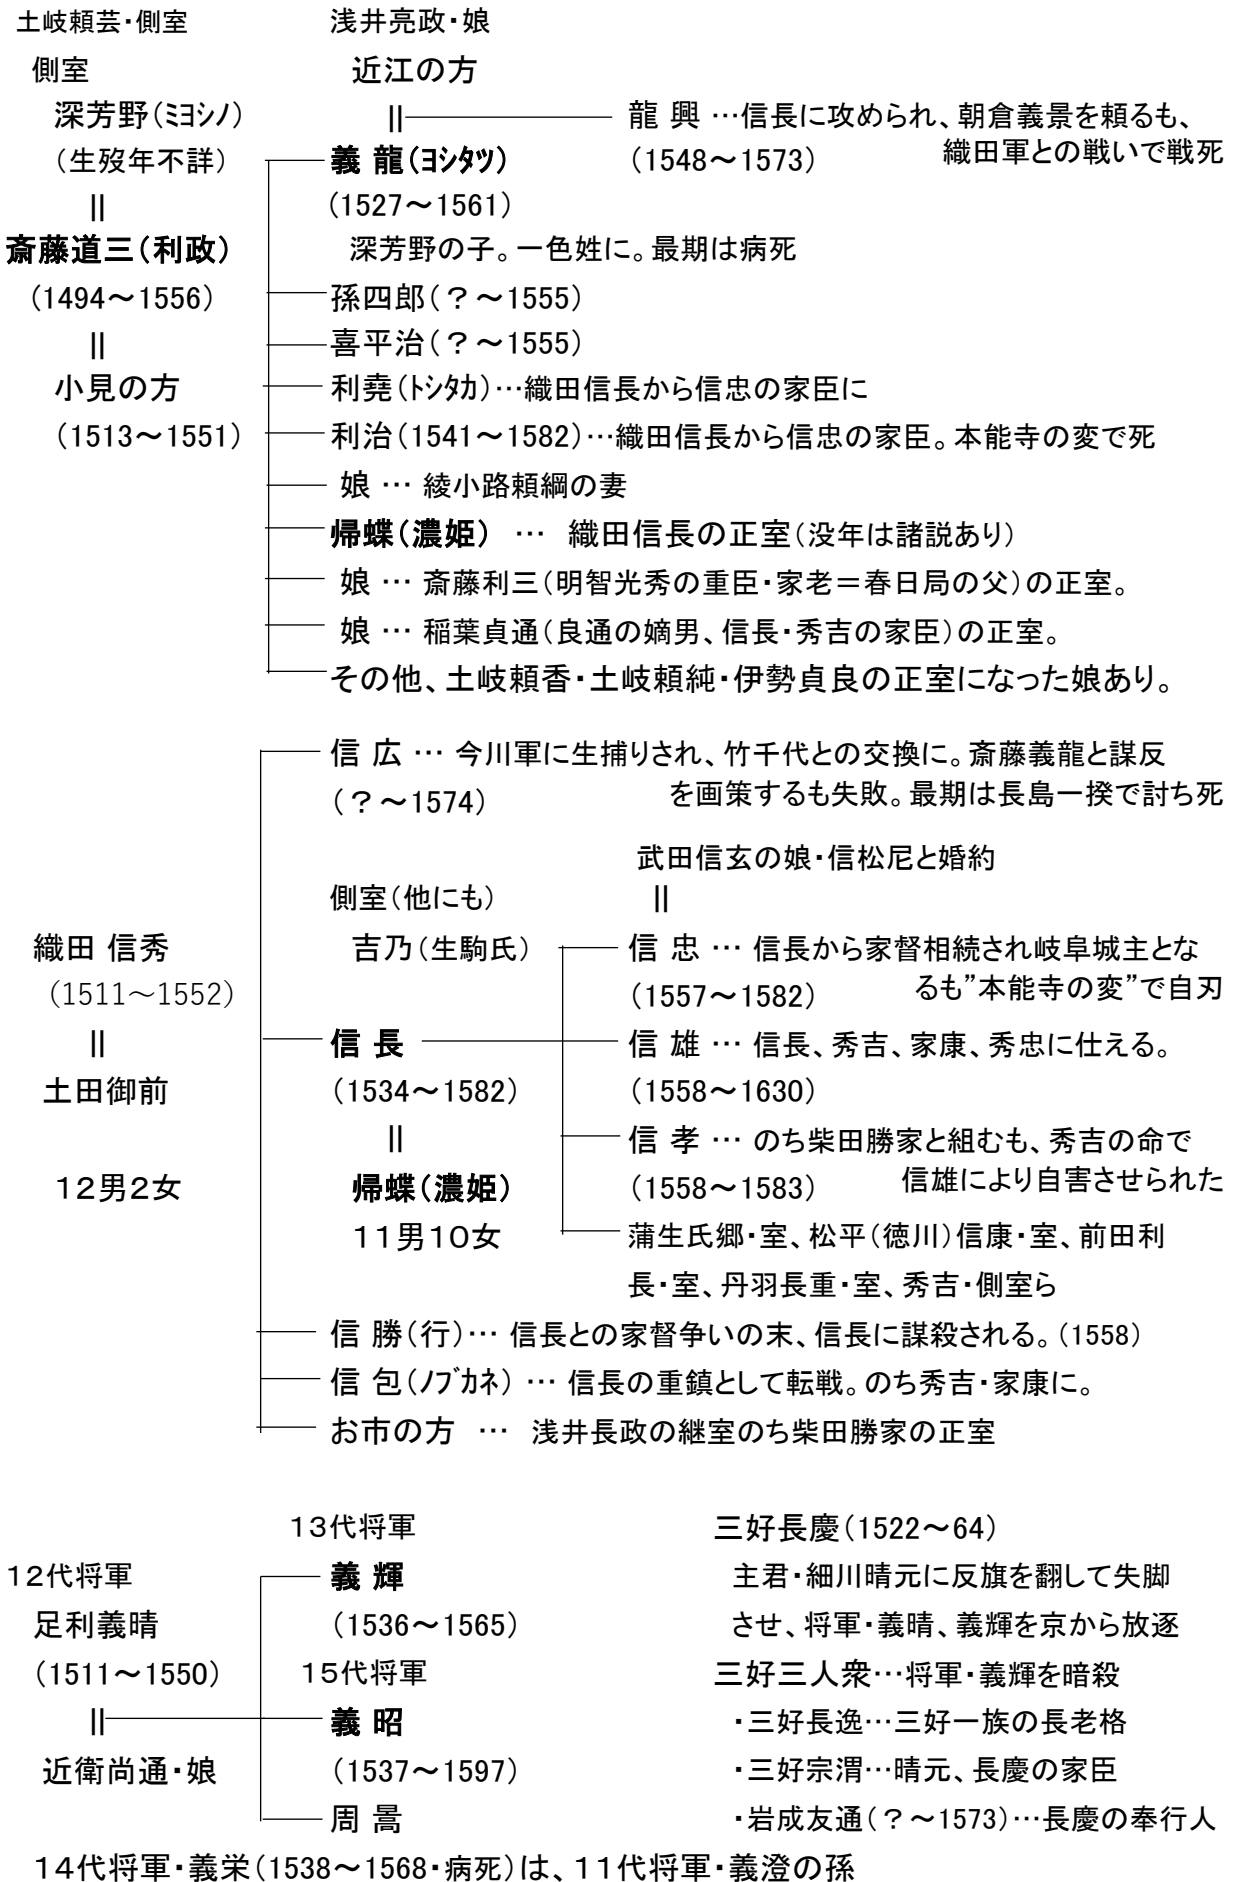 土岐頼芸・側室　浅井亮政・娘
側室　近江の方
深芳野(ﾐﾖｼﾉ)　||　龍 興 …信長に攻められ、朝倉義景を頼るも、
(生歿年不詣)　義 龍(ﾖｼﾀﾂ)　(1548～1573)　織田軍との戦いで戦死
||　(1527～1561)
斎藤道三(利政)　深芳野の子。一色姓に。最期は病死
(1494～1556)　孫四郎(？～1555)
||　喜平治(？～1555)
小見の方　利堯(ﾄｼﾀｶ)…織田信長から信忠の家臣に
(1513～1551)　利治(1541～1582)…織田信長から信忠の家臣。本能寺の変で死
娘 … 綾小路頼綱の妻
帰蝶(濃姫) … 織田信長の正室(没年は諸説あり)
娘 … 斎藤利三(明智光秀の重臣・家老＝春日局の父)の正室。
娘 … 稲葉貞通(良通の嫡男、信長・秀吉の家臣)の正室。
その他、土岐頼香・土岐頼純・伊勢貞良の正室になった娘あり。
信 広 … 今川軍に生捕りされ、竹千代との交換に。斎藤義龍と謀反
(？～1574)　を画策するも失敗。最期は長島一揆で討ち死
武田信玄の娘・信松尼と婚約
側室(他にも)　||
織田 信秀　吉乃(生駒氏)　信 忠 … 信長から家督相続され岐阜城主とな
(1511～1552)　(1557～1582)　るも”本能寺の変”で自刃
||　信 長　信 雄 … 信長、秀吉、家康、秀忠に仕える。
土田御前　(1534～1582)　(1558～1630)
||　信 孝 … のち柴田勝家と組むも、秀吉の命で
１２男２女　帰蝶(濃姫)　(1558～1583)　信雄により自害させられた
１１男１０女　蒲生氏郷・室、松平(徳川)信康・室、前田利
長・室、丹羽長重・室、秀吉・側室ら
信 勝(行)… 信長との家督争いの末、信長に謀殺される。(1558)
信 包(ﾉﾌﾞｶﾈ) … 信長の重鎮として転戦。のち秀吉・家康に。
お市の方 … 浅井長政の継室のち柴田勝家の正室
１３代将軍　三好長慶(1522～64)
１２代将軍　義 輝　主君・細川晴元に反旗を翻して失脚
足利義晴　(1536～1565)　させ、将軍・義晴、義輝を京から放逐
(1511～1550)　１５代将軍　三好三人衆…将軍・義輝を暗殺
||　義 昭　・三好長逸…三好一族の長老格
近衛尚通・娘　(1537～1597)　・三好宗渭…晴元、長慶の家臣
周 暠　・岩成友通(？～1573)…長慶の奉行人
１４代将軍・義栄(1538～1568・病死)は、１１代将軍・義澄の孫